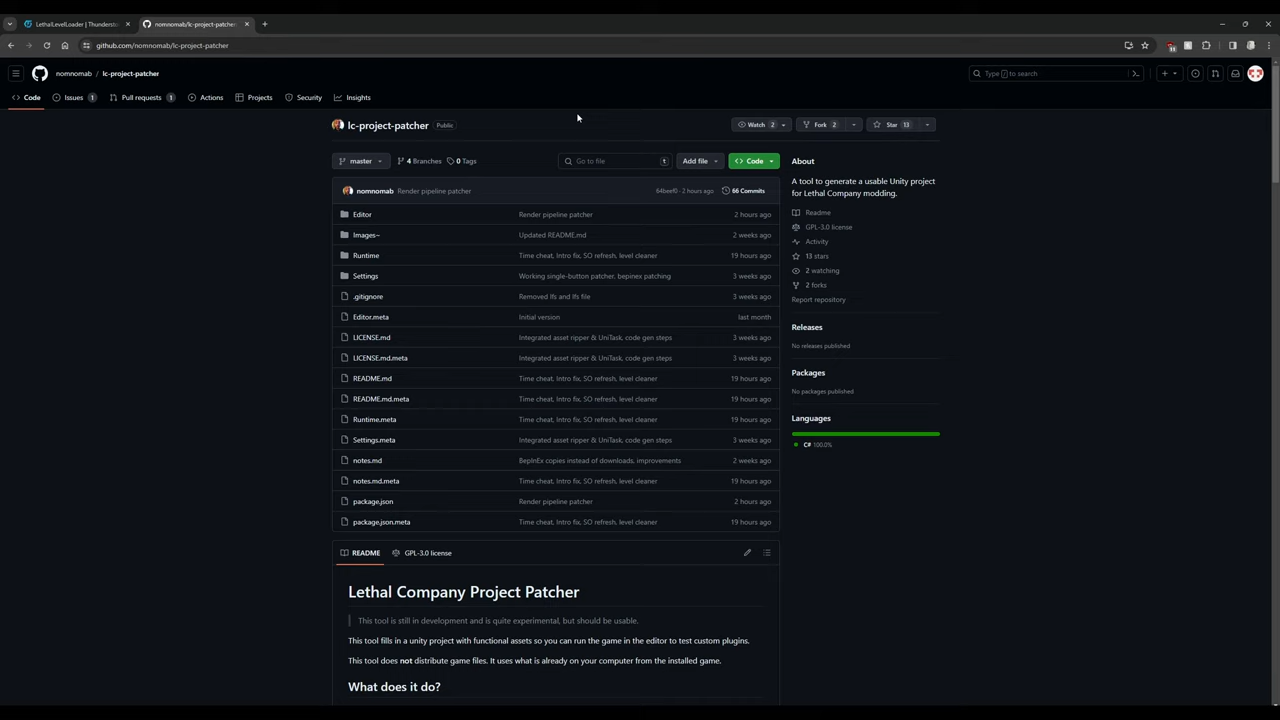 LethalLevelLoader | Thundersto
nomnomab/lc-project-patcher:
github.com/nomnomab/lc-project-patcher
nomnomab / lc-project-patcher
Type / to search
Code
Issues 1
Pull requests 1
Actions
Projects
Security
Insights
lc-project-patcher Public
Watch 2
Fork 2
Star 13
master
4 Branches
0 Tags
Go to file t
Add file
Code
nomnomab Render pipeline patcher 64beef0 · 2 hours ago 66 Commits
Editor Render pipeline patcher 2 hours ago
Images~ Updated README.md 2 weeks ago
Runtime Time cheat, Intro fix, SO refresh, level cleaner 19 hours ago
Settings Working single-button patcher, bepinex patching 3 weeks ago
.gitignore Removed lfs and lfs file 3 weeks ago
Editor.meta Initial version last month
LICENSE.md Integrated asset ripper & UniTask, code gen steps 3 weeks ago
LICENSE.md.meta Integrated asset ripper & UniTask, code gen steps 3 weeks ago
README.md Time cheat, Intro fix, SO refresh, level cleaner 19 hours ago
README.md.meta Time cheat, Intro fix, SO refresh, level cleaner 19 hours ago
Runtime.meta Time cheat, Intro fix, SO refresh, level cleaner 19 hours ago
Settings.meta Integrated asset ripper & UniTask, code gen steps 3 weeks ago
notes.md BepInEx copies instead of downloads, improvements 2 weeks ago
notes.md.meta Time cheat, Intro fix, SO refresh, level cleaner 19 hours ago
package.json Render pipeline patcher 2 hours ago
package.json.meta Time cheat, Intro fix, SO refresh, level cleaner 19 hours ago
README GPL-3.0 license
Lethal Company Project Patcher
This tool is still in development and is quite experimental, but should be usable.
This tool fills in a unity project with functional assets so you can run the game in the editor to test custom plugins.
This tool does not distribute game files. It uses what is already on your computer from the installed game.
What does it do?
About
A tool to generate a usable Unity project
for Lethal Company modding.
Readme
GPL-3.0 license
Activity
13 stars
2 watching
2 forks
Report repository
Releases
No releases published
Packages
No packages published
Languages
C# 100.0%